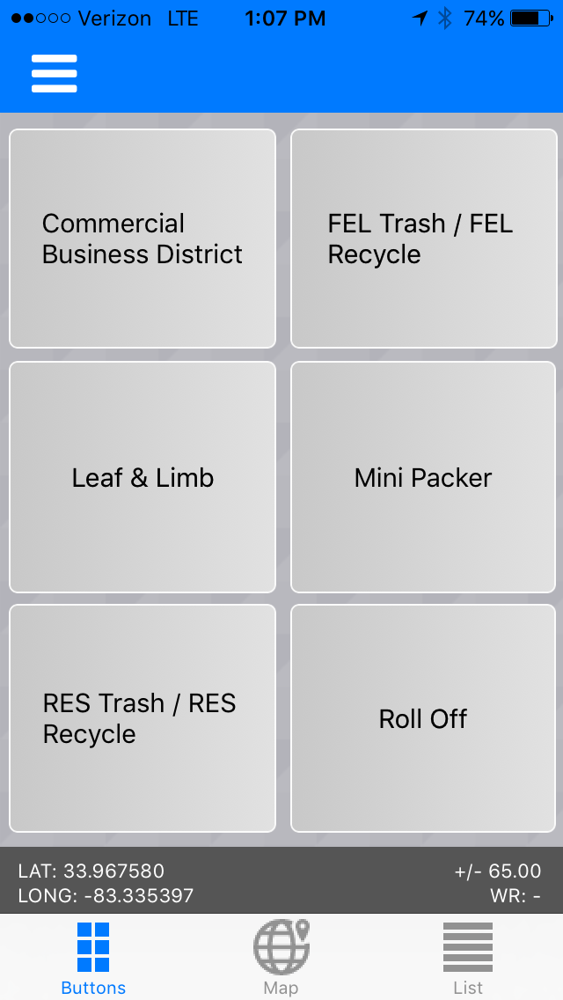 Verizon LTE 1:07 PM 74%
Commercial
Business District
FEL Trash / FEL
Recycle
Leaf & Limb
Mini Packer
RES Trash / RES
Recycle
Roll Off
LAT: 33.967580
+/- 65.00
LONG: -83.335397
WR: -
Buttons
Map
List